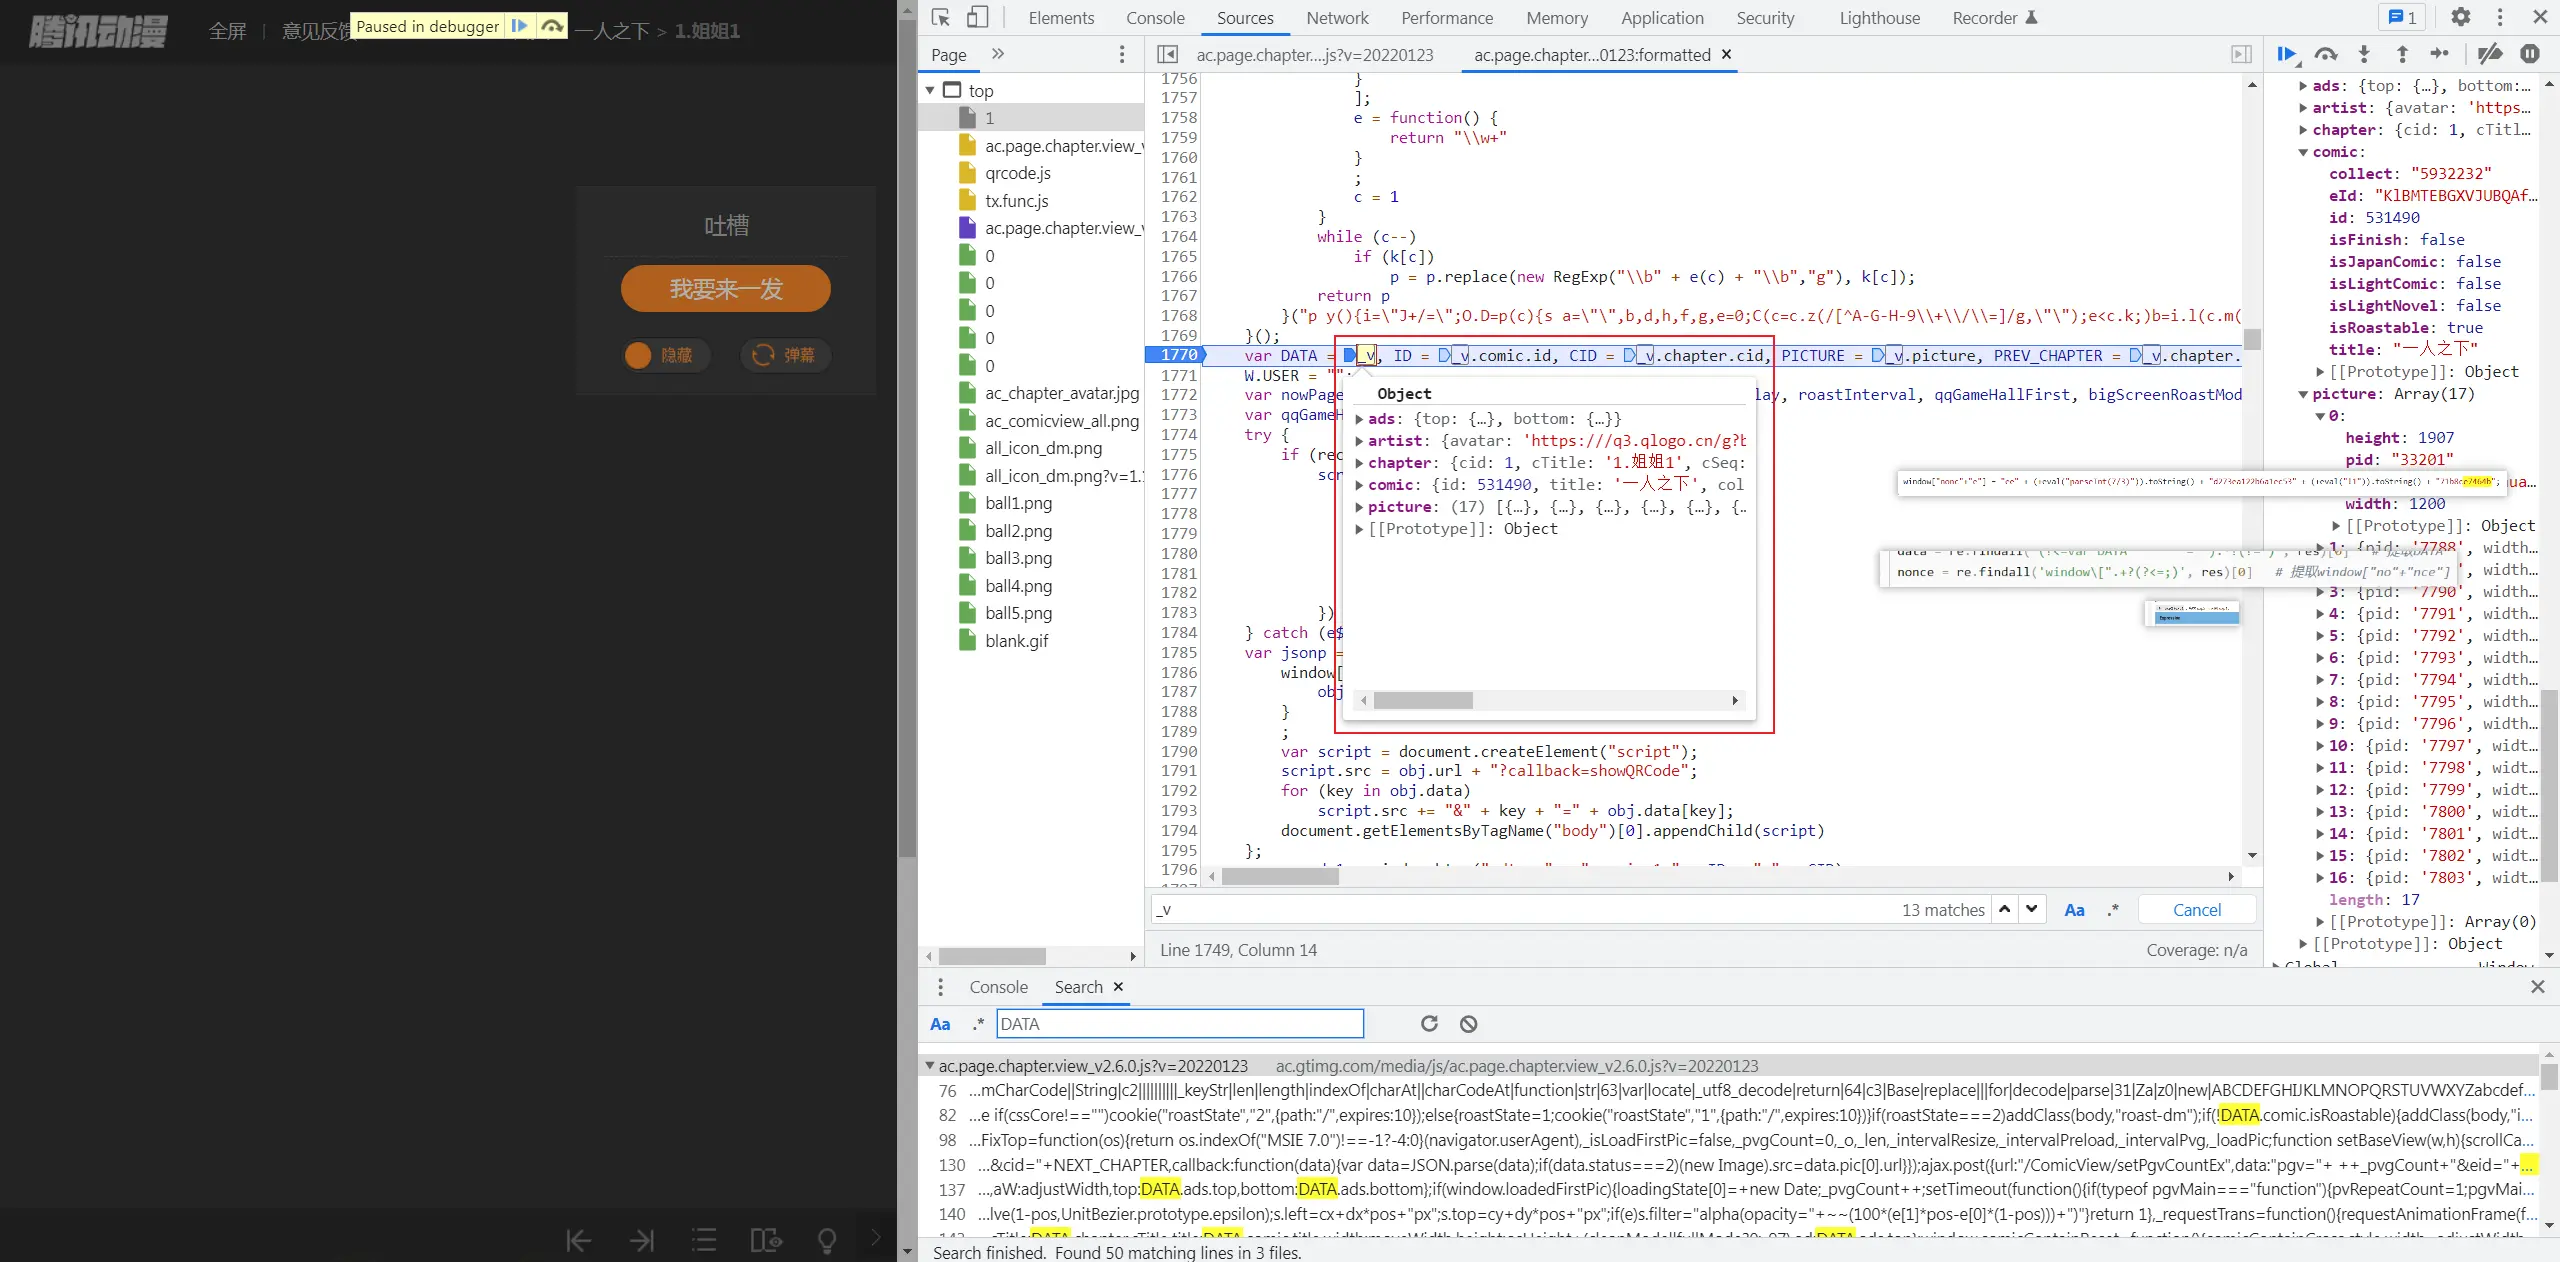 腾讯动漫
全屏 | 意见反馈
Paused in debugger
一人之下 > 1.姐姐1
吐槽
我要来一发
隐藏
弹幕
Elements Console Sources Network Performance Memory Application Security Lighthouse Recorder
1
Page
ac.page.chapter....js?v=20220123
ac.page.chapter...0123:formatted ×
top
1
ac.page.chapter.view_v
qrcode.js
tx.func.js
ac.page.chapter.view_v
0
0
0
0
0
ac_chapter_avatar.jpg
ac_comicview_all.png
all_icon_dm.png
all_icon_dm.png?v=1.
ball1.png
ball2.png
ball3.png
ball4.png
ball5.png
blank.gif
1756 }
1757 ];
1758 e = function() {
1759 return "\\w+"
1760 }
1761 ;
1762 c = 1
1763 }
1764 while (c--)
1765 if (k[c])
1766 p = p.replace(new RegExp("\\b" + e(c) + "\\b","g"), k[c]);
1767 return p
1768 }("p y(){i=\"J+/=\";O.D=p(c){s a=\"\",b,d,h,f,g,e=0;C(c=c.z(/[^A-G-H-9\\+\\/\\=]/g,\"\");e<c.k;)b=i.l(c.m(
1769 }();
1770 var DATA = _v, ID = _v.comic.id, CID = _v.chapter.cid, PICTURE = _v.picture, PREV_CHAPTER = _v.chapter.
1771 W.USER = "";
1772 var nowPage lay, roastInterval, qqGameHallFirst, bigScreenRoastMod
1773 var qqGameH
1774 try {
1775 if (rec
1776 scr
1777
1778
1779
1780
1781
1782
1783 })
1784 } catch (e$
1785 var jsonp =
1786 window[
1787 obj
1788 }
1789 ;
1790 var script = document.createElement("script");
1791 script.src = obj.url + "?callback=showQRCode";
1792 for (key in obj.data)
1793 script.src += "&" + key + "=" + obj.data[key];
1794 document.getElementsByTagName("body")[0].appendChild(script)
1795 };
1796
Object
ads: {top: {…}, bottom: {…}}
artist: {avatar: 'https:///q3.qlogo.cn/g?b
chapter: {cid: 1, cTitle: '1.姐姐1', cSeq:
comic: {id: 531490, title: '一人之下', col
picture: (17) [{…}, {…}, {…}, {…}, {…}, {…
[[Prototype]]: Object
_v
13 matches
Aa .* Cancel
Line 1749, Column 14
Coverage: n/a
ads: {top: {…}, bottom:…
artist: {avatar: 'https…
chapter: {cid: 1, cTitl…
comic:
collect: "5932232"
eId: "KlBMTEBGXVJUBQAf…
id: 531490
isFinish: false
isJapanComic: false
isLightComic: false
isLightNovel: false
isRoastable: true
title: "一人之下"
[[Prototype]]: Object
picture: Array(17)
0:
height: 1907
pid: "33201"
window["nonc"+"e"] = "ee" + (+eval("parseInt(7/3)")).toString() + "d273ea122b6a1ec53" + (+eval("11")).toString() + "71b8ce7464b";
width: 1200
[[Prototype]]: Object
1: {pid: '7788', width…
nonce = re.findall('window\[".+?(?<=;)', res)[0] # 提取window["no"+"nce"]
3: {pid: '7790', width…
4: {pid: '7791', width…
5: {pid: '7792', width…
6: {pid: '7793', width…
7: {pid: '7794', width…
8: {pid: '7795', width…
9: {pid: '7796', width…
10: {pid: '7797', widt…
11: {pid: '7798', widt…
12: {pid: '7799', widt…
13: {pid: '7800', widt…
14: {pid: '7801', widt…
15: {pid: '7802', widt…
16: {pid: '7803', widt…
length: 17
[[Prototype]]: Array(0)
[[Prototype]]: Object
Console Search ×
Aa .* DATA
ac.page.chapter.view_v2.6.0.js?v=20220123 ac.gtimg.com/media/js/ac.page.chapter.view_v2.6.0.js?v=20220123
76 …mCharCode||String|c2||||||||||_keyStr|len|length|indexOf|charAt||charCodeAt|function|str|63|var|locate|_utf8_decode|return|64|c3|Base|replace|||for|decode|parse|31|Za|z0|new|ABCDEFGHIJKLMNOPQRSTUVWXYZabcdef…
82 …e if(cssCore!=="")cookie("roastState","2",{path:"/",expires:10});else{roastState=1;cookie("roastState","1",{path:"/",expires:10})}if(roastState===2)addClass(body,"roast-dm");if(!DATA.comic.isRoastable){addClass(body,"i…
98 …FixTop=function(os){return os.indexOf("MSIE 7.0")!==-1?-4:0}(navigator.userAgent),_isLoadFirstPic=false,_pvgCount=0,_o,_len,_intervalResize,_intervalPreload,_intervalPvg,_loadPic;function setBaseView(w,h){scrollCa…
130 …&cid="+NEXT_CHAPTER,callback:function(data){var data=JSON.parse(data);if(data.status===2)(new Image).src=data.pic[0].url}});ajax.post({url:"/ComicView/setPgvCountEx",data:"pgv="+ ++_pvgCount+"&eid="+…
137 …,aW:adjustWidth,top:DATA.ads.top,bottom:DATA.ads.bottom};if(window.loadedFirstPic){loadingState[0]=+new Date;_pvgCount++;setTimeout(function(){if(typeof pgvMain==="function"){pvRepeatCount=1;pgvMai…
140 …lve(1-pos,UnitBezier.prototype.epsilon);s.left=cx+dx*pos+"px";s.top=cy+dy*pos+"px";if(e)s.filter="alpha(opacity="+~~(100*(e[1]*pos-e[0]*(1-pos)))+")"}return 1},_requestTrans=function(){requestAnimationFrame(f…
Search finished. Found 50 matching lines in 3 files.